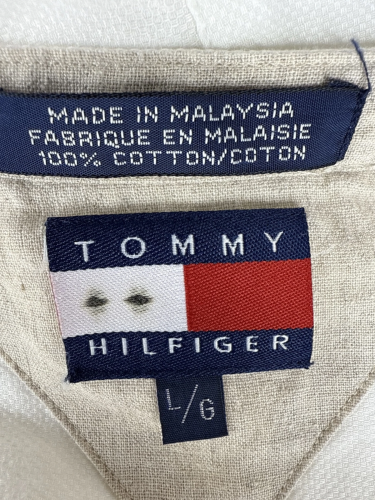 MADE IN MALAYSIA
FABRIQUE EN MALAISIE
100% COTTON/COTON
TOMMY
HILFIGER
L/G